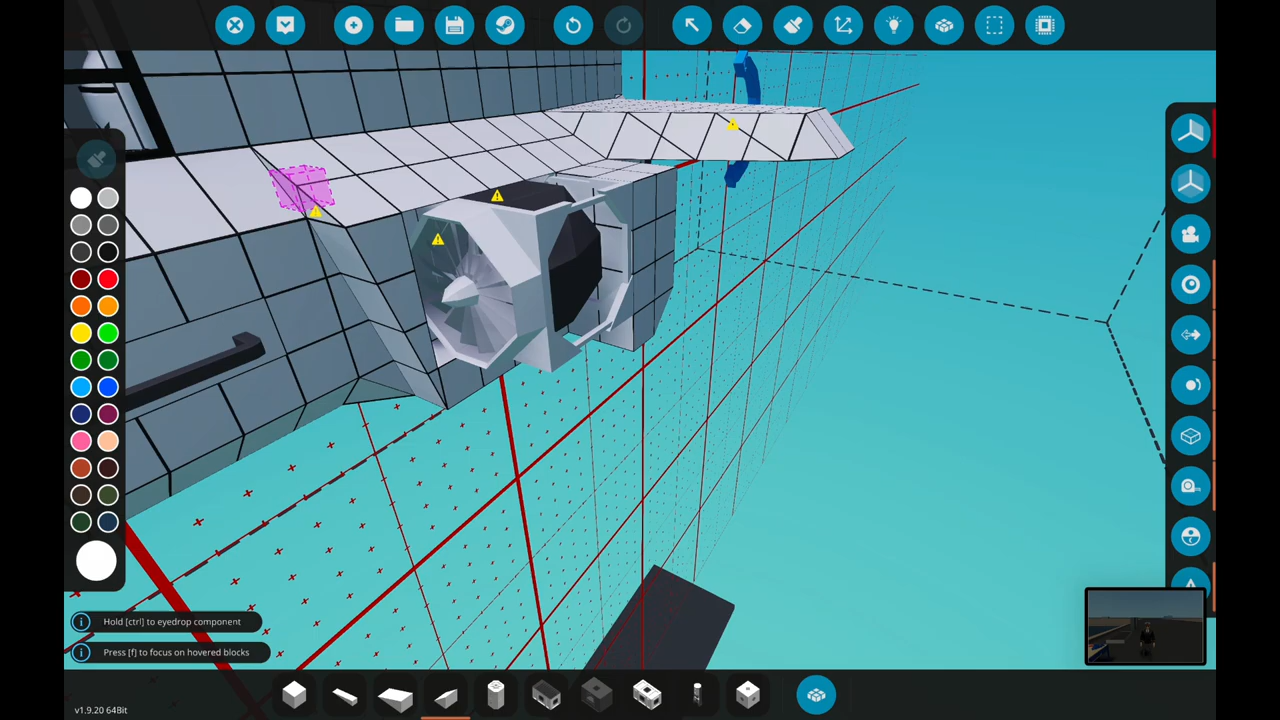 Hold [ctrl] to eyedrop component
Press [f] to focus on hovered blocks
v1.9.20 64Bit